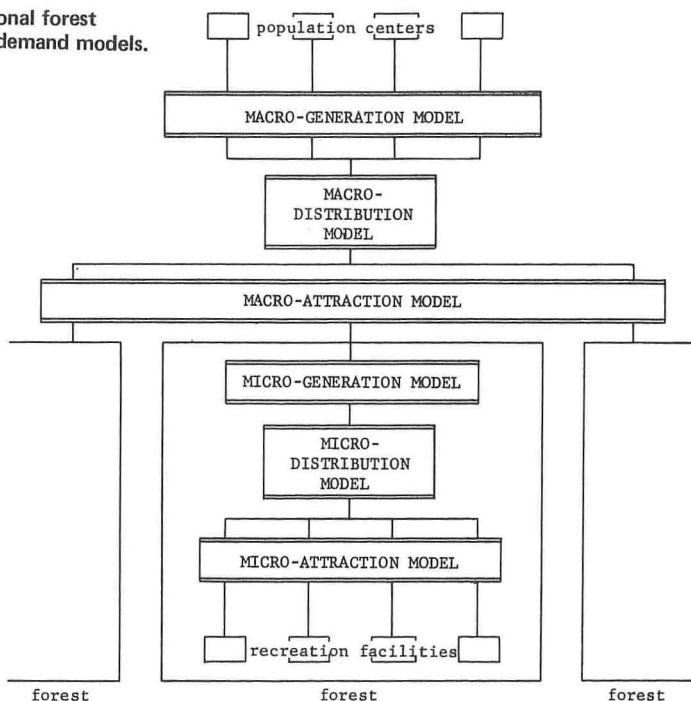 onal forest
demand models.
population centers
MACRO-GENERATION MODEL
MACRO-
DISTRIBUTION
MODEL
MACRO-ATTRACTION MODEL
MICRO-GENERATION MODEL
MICRO-
DISTRIBUTION
MODEL
MICRO-ATTRACTION MODEL
recreation facilities
forest forest forest